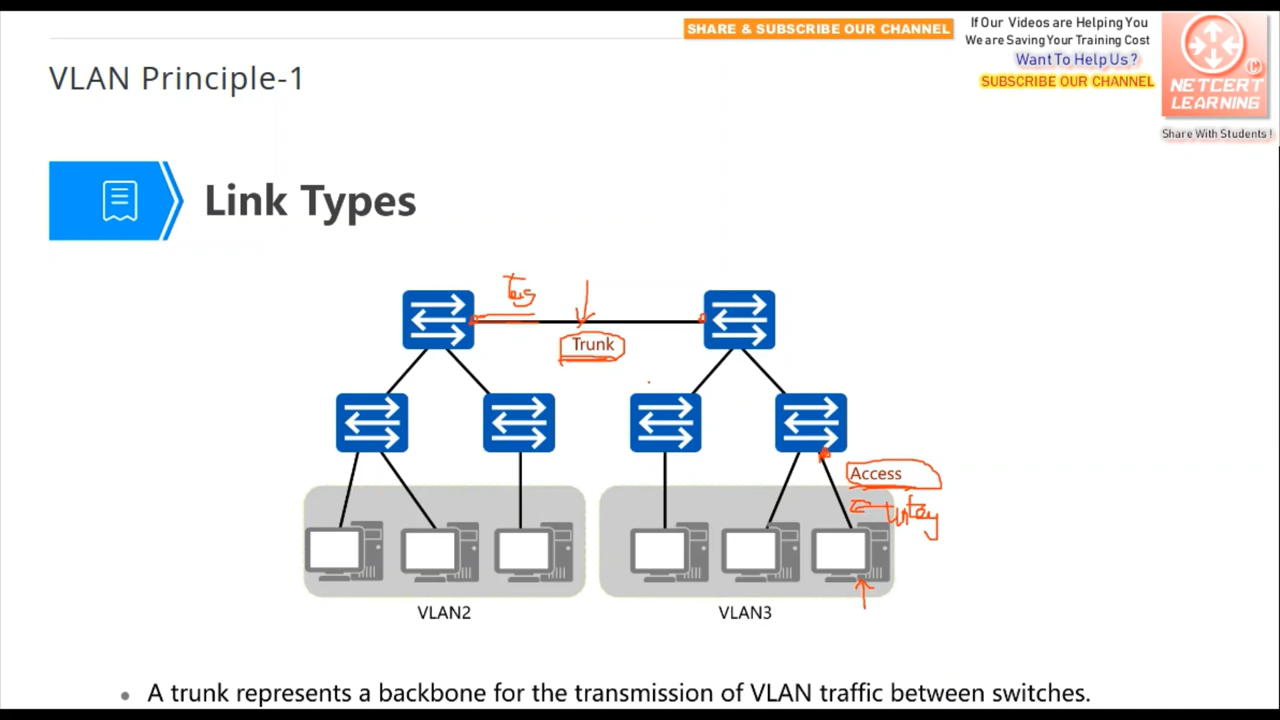 SHARE & SUBSCRIBE OUR CHANNEL
If Our Videos are Helping You
We are Saving Your Training Cost
Want To Help Us ?
SUBSCRIBE OUR CHANNEL
©
NETCERT
LEARNING
Share With Students !
VLAN Principle-1
Link Types
Trunk
Access
VLAN2
VLAN3
• A trunk represents a backbone for the transmission of VLAN traffic between switches.